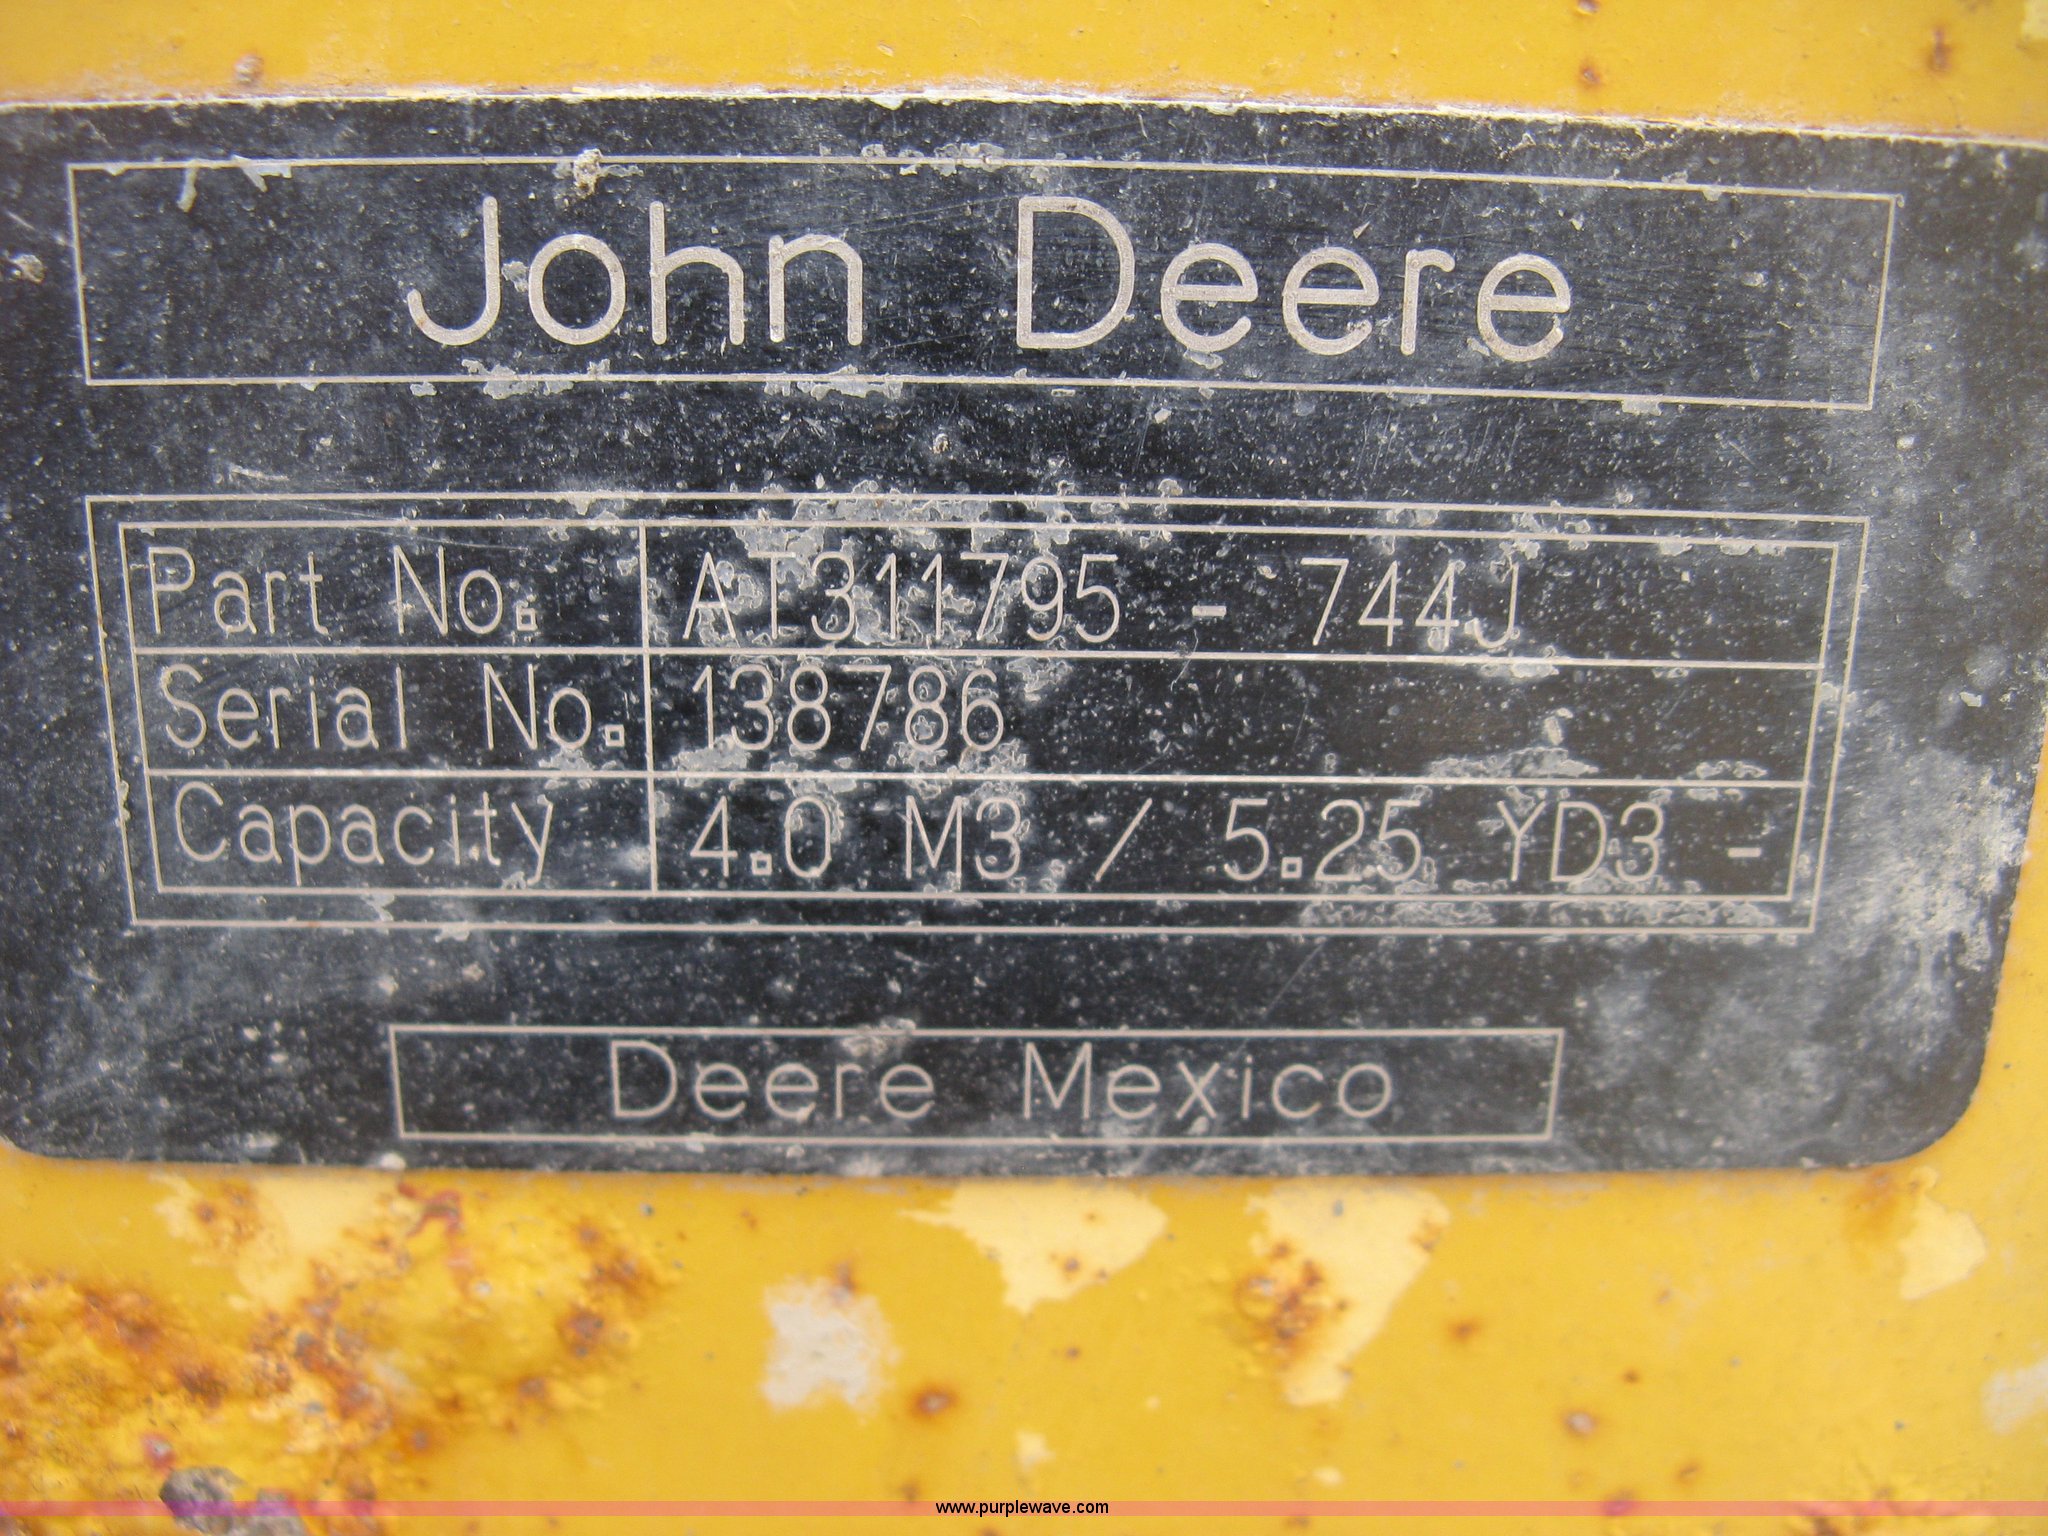 John Deere
Part No. AT311795 - 744J
Serial No. 138786
Capacity 4.0 M3 / 5.25 YD3 -
Deere Mexico
www.purplewave.com